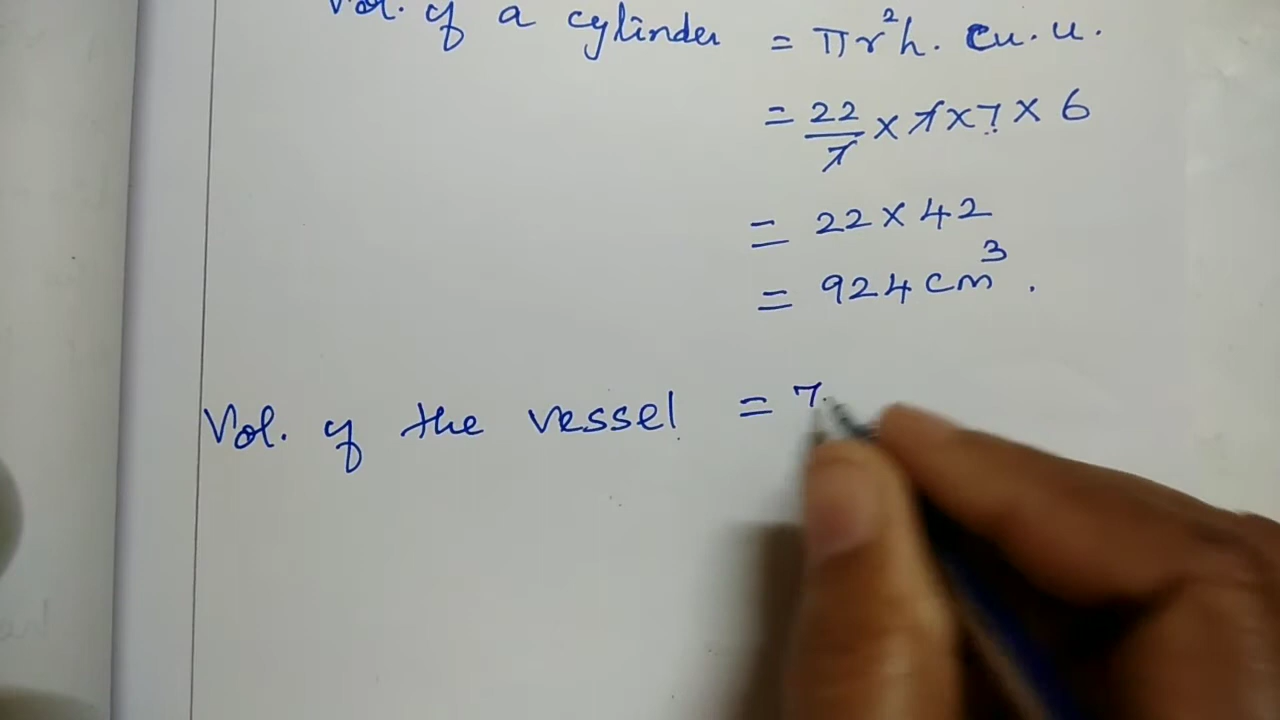 Vol. of a cylinder = πr²h. cu. u.
= 22/7 × 7 × 7 × 6
= 22 × 42
= 924 cm³.
Vol. of the vessel = 7